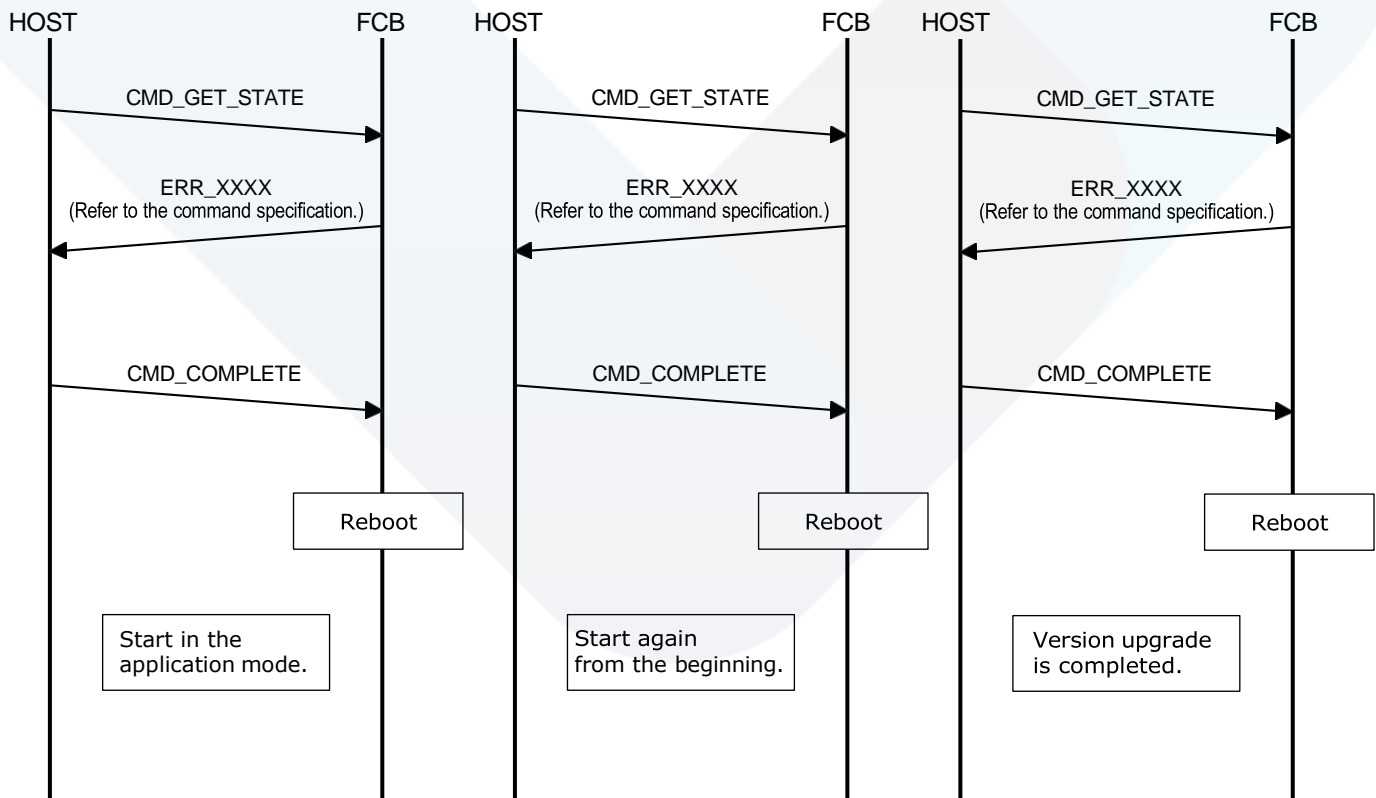 HOST FCB HOST FCB HOST FCB
CMD_GET_STATE CMD_GET_STATE CMD_GET_STATE
ERR_XXXX ERR_XXXX ERR_XXXX
(Refer to the command specification.) (Refer to the command specification.) (Refer to the command specification.)
CMD_COMPLETE CMD_COMPLETE CMD_COMPLETE
Reboot Reboot Reboot
Start in the
application mode.
Start again
from the beginning.
Version upgrade
is completed.